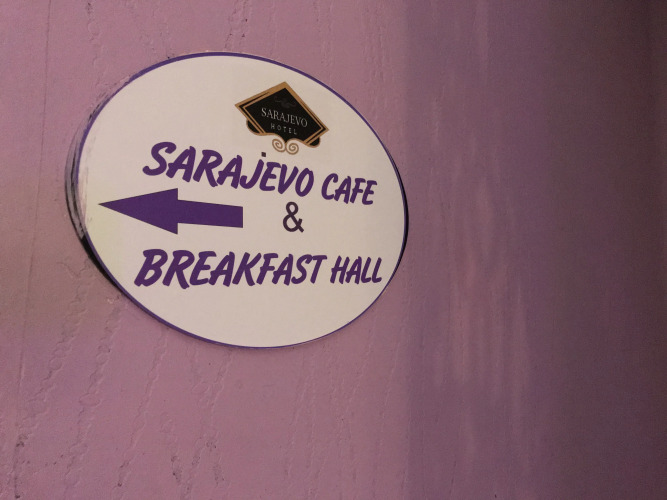 SARAJEVO
HOTEL
SARAJEVO CAFE
&
BREAKFAST HALL